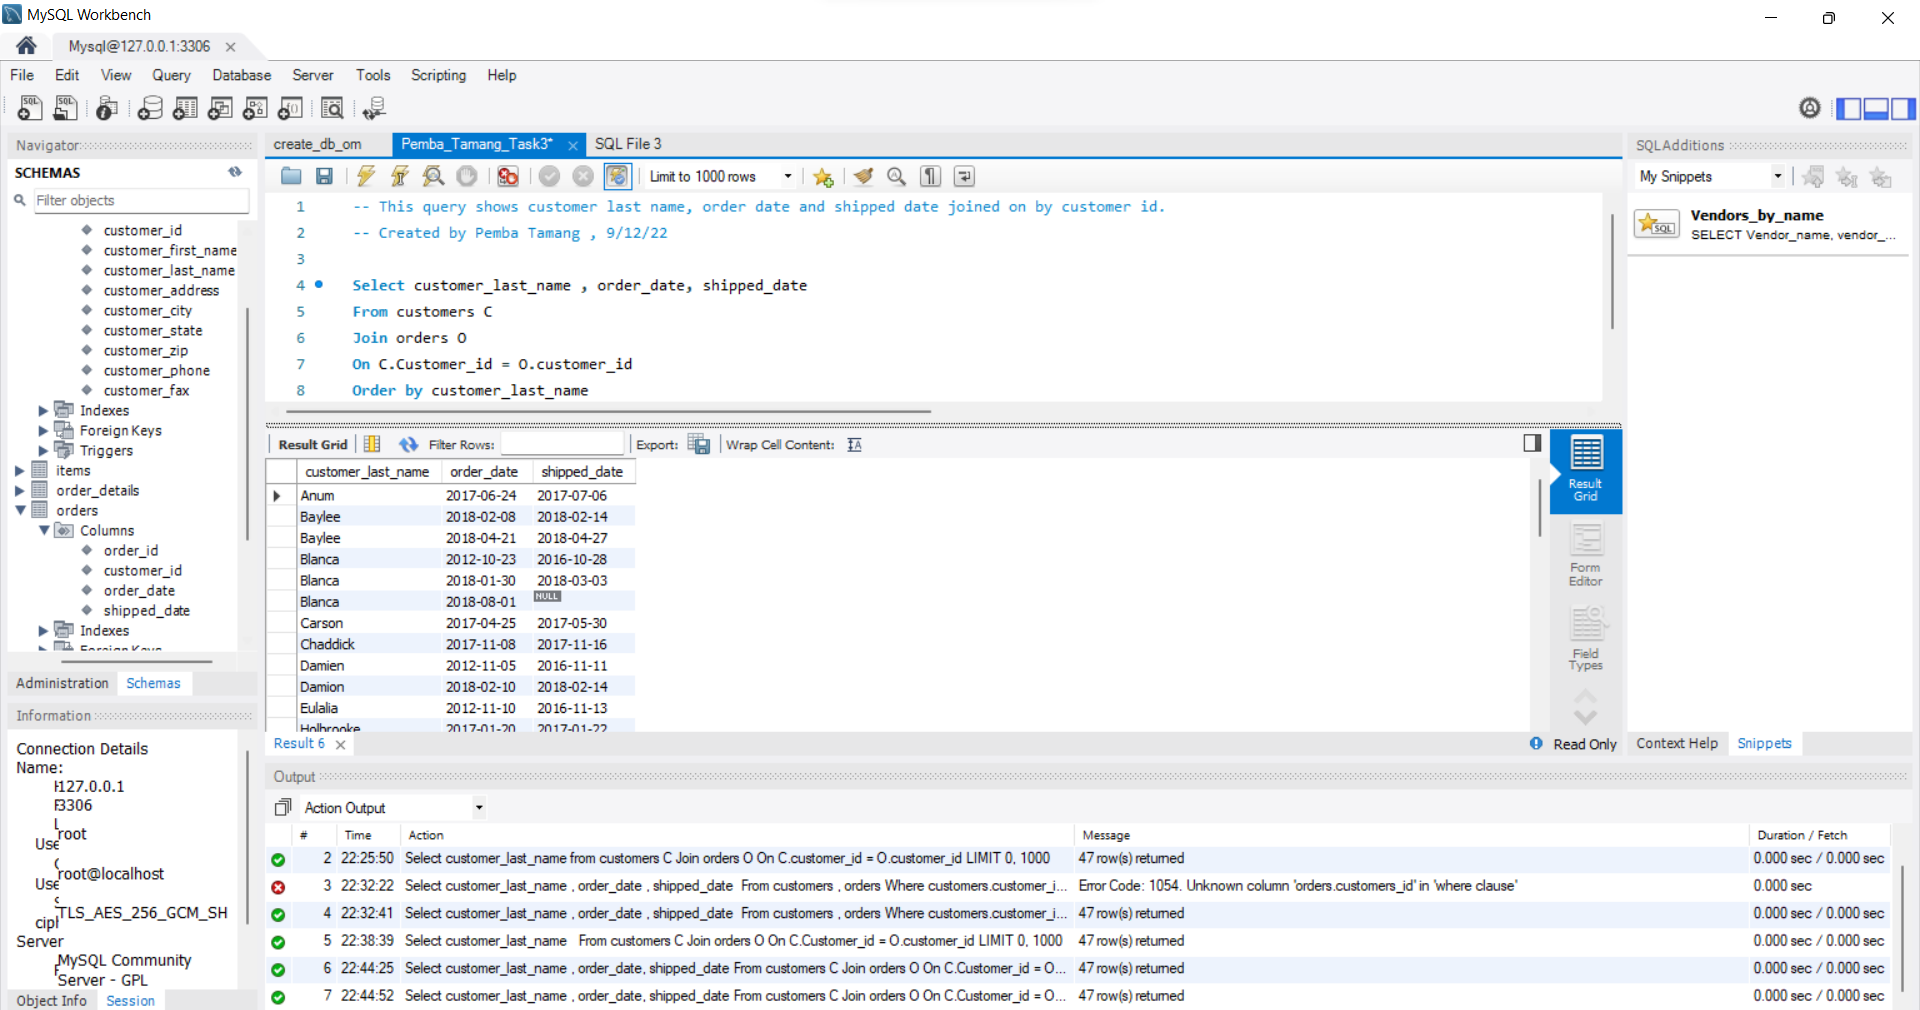 MySQL Workbench
Mysql@127.0.0.1:3306
File Edit View Query Database Server Tools Scripting Help
Navigator
SCHEMAS
Filter objects
customer_id
customer_first_name
customer_last_name
customer_address
customer_city
customer_state
customer_zip
customer_phone
customer_fax
Indexes
Foreign Keys
Triggers
items
order_details
orders
Columns
order_id
customer_id
order_date
shipped_date
Indexes
Foreign Keys
Administration Schemas
Information
Connection Details
Name:
127.0.0.1
3306
root
Use
root@localhost
Use
TLS_AES_256_GCM_SH
ciph
Server
MySQL Community
Server - GPL
Object Info Session
create_db_om Pemba_Tamang_Task3* SQL File 3
Limit to 1000 rows
1 -- This query shows customer last name, order date and shipped date joined on by customer id.
2 -- Created by Pemba Tamang , 9/12/22
3
4 Select customer_last_name , order_date, shipped_date
5 From customers C
6 Join orders O
7 On C.Customer_id = O.customer_id
8 Order by customer_last_name
Result Grid Filter Rows: Export: Wrap Cell Content:
customer_last_name order_date shipped_date
Anum 2017-06-24 2017-07-06
Baylee 2018-02-08 2018-02-14
Baylee 2018-04-21 2018-04-27
Blanca 2012-10-23 2016-10-28
Blanca 2018-01-30 2018-03-03
Blanca 2018-08-01 NULL
Carson 2017-04-25 2017-05-30
Chaddick 2017-11-08 2017-11-16
Damien 2012-11-05 2016-11-11
Damion 2018-02-10 2018-02-14
Eulalia 2012-11-10 2016-11-13
Holbrooke 2017-01-20 2017-01-22
Result Grid
Form Editor
Field Types
Result 6 Read Only
SQLAdditions
My Snippets
SQL
Vendors_by_name
SELECT Vendor_name, vendor_...
Context Help Snippets
Output
Action Output
# Time Action Message Duration / Fetch
2 22:25:50 Select customer_last_name from customers C Join orders O On C.customer_id = O.customer_id LIMIT 0, 1000 47 row(s) returned 0.000 sec / 0.000 sec
3 22:32:22 Select customer_last_name , order_date , shipped_date From customers , orders Where customers.customer_i... Error Code: 1054. Unknown column 'orders.customers_id' in 'where clause' 0.000 sec
4 22:32:41 Select customer_last_name , order_date , shipped_date From customers , orders Where customers.customer_i... 47 row(s) returned 0.000 sec / 0.000 sec
5 22:38:39 Select customer_last_name From customers C Join orders O On C.Customer_id = O.customer_id LIMIT 0, 1000 47 row(s) returned 0.000 sec / 0.000 sec
6 22:44:25 Select customer_last_name , order_date, shipped_date From customers C Join orders O On C.Customer_id = O... 47 row(s) returned 0.000 sec / 0.000 sec
7 22:44:52 Select customer_last_name , order_date, shipped_date From customers C Join orders O On C.Customer_id = O... 47 row(s) returned 0.000 sec / 0.000 sec